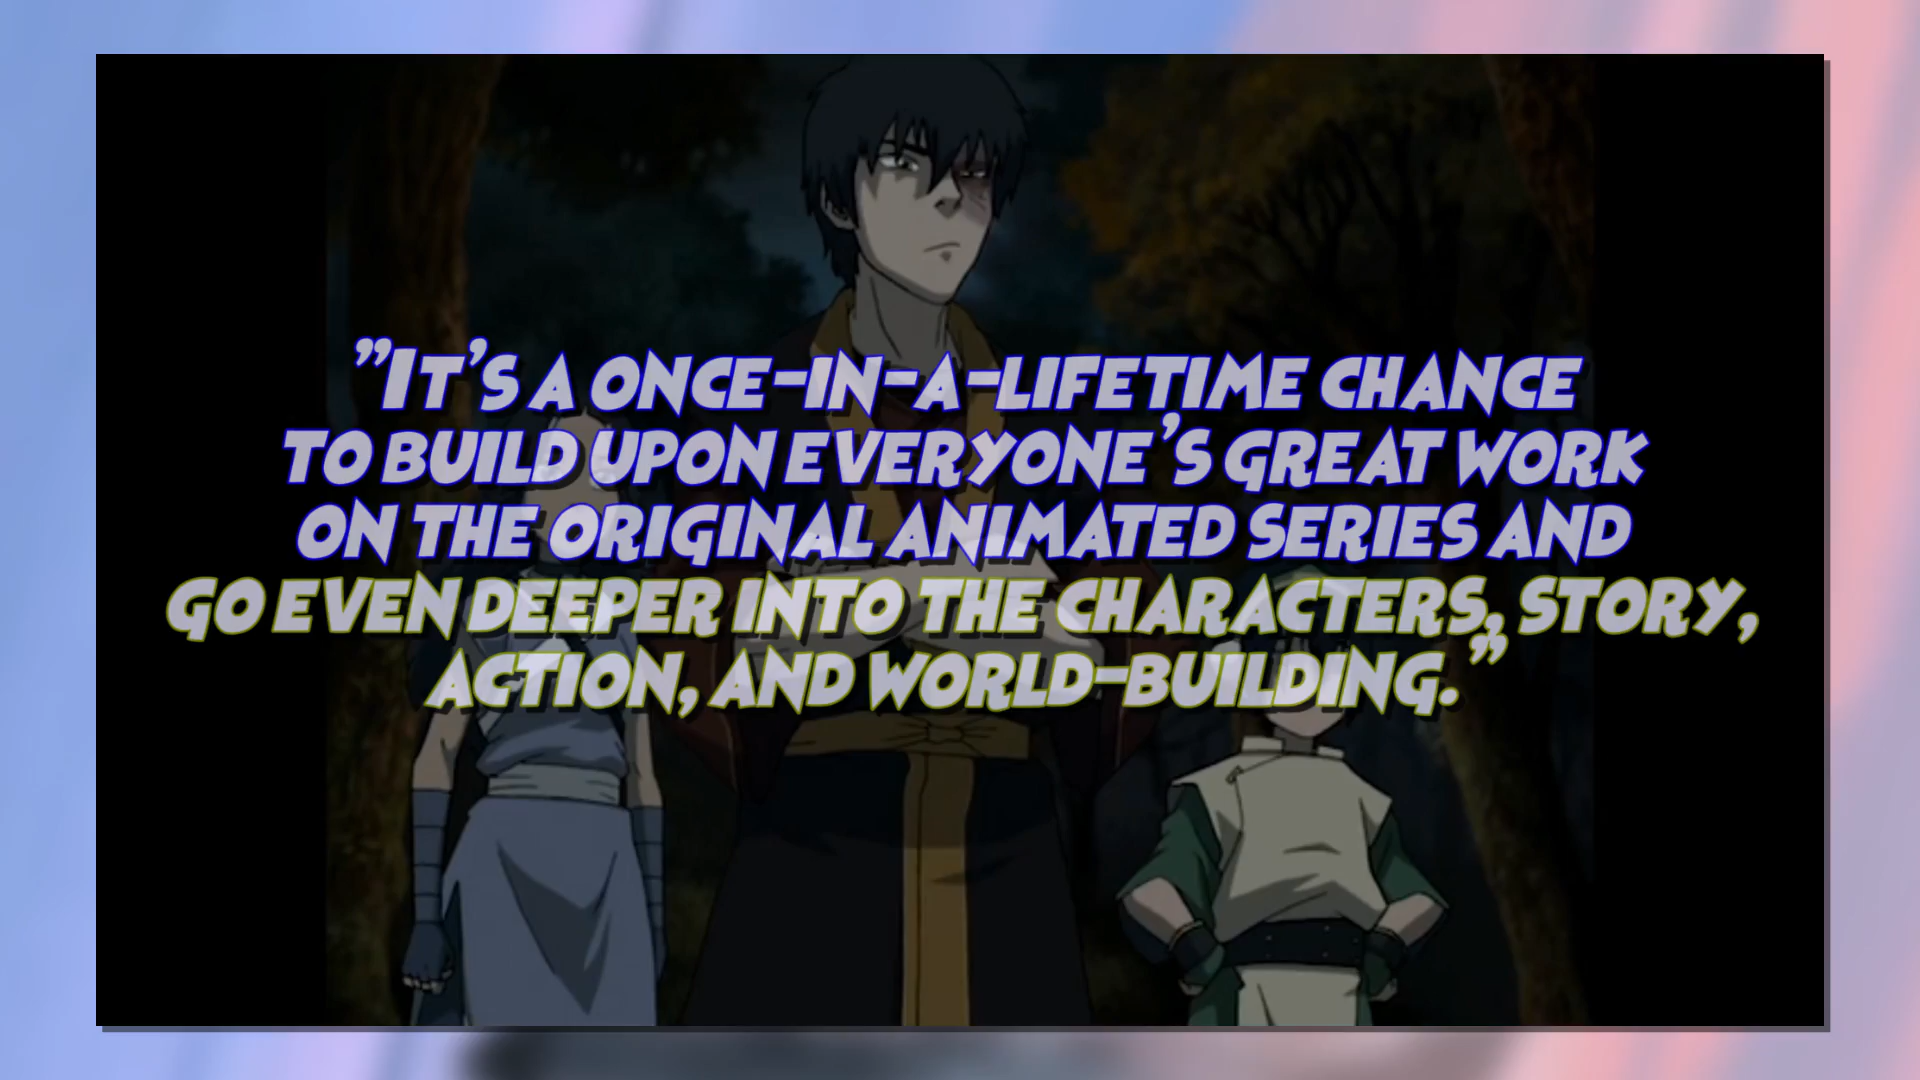 "It's a once-in-a-lifetime chance
to build upon everyone's great work
on the original animated series and
go even deeper into the characters, story,
action, and world-building."